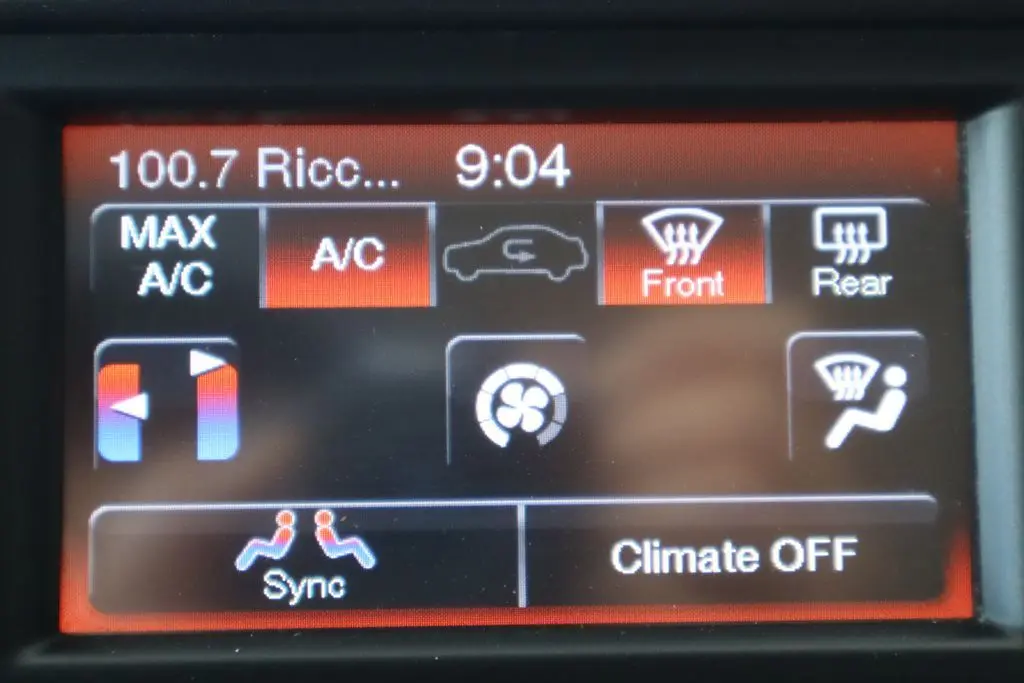 100.7 Ricc... 9:04
MAX
A/C
A/C
Front
Rear
Sync
Climate OFF